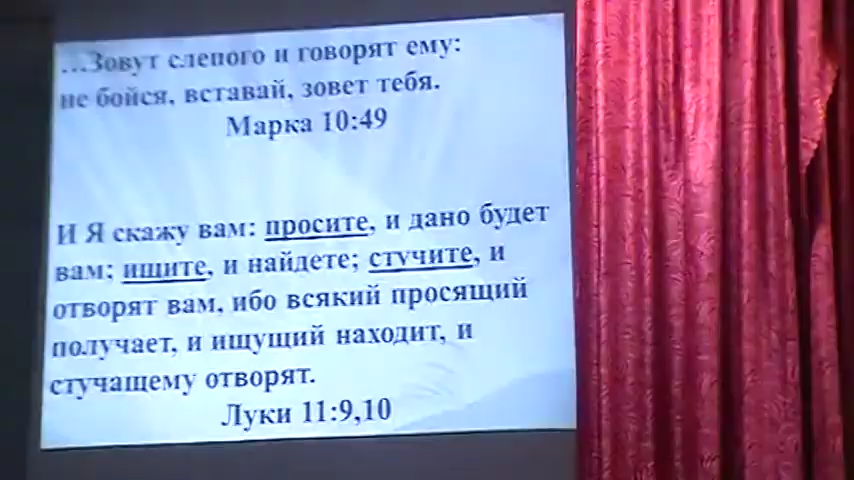 ...Зовут слепого и говорят ему:
не бойся, вставай, зовет тебя.
Марка 10:49
И Я скажу вам: просите, и дано будет
вам; ищите, и найдете; стучите, и
отворят вам, ибо всякий просящий
получает, и ищущий находит, и
стучащему отворят.
Луки 11:9,10